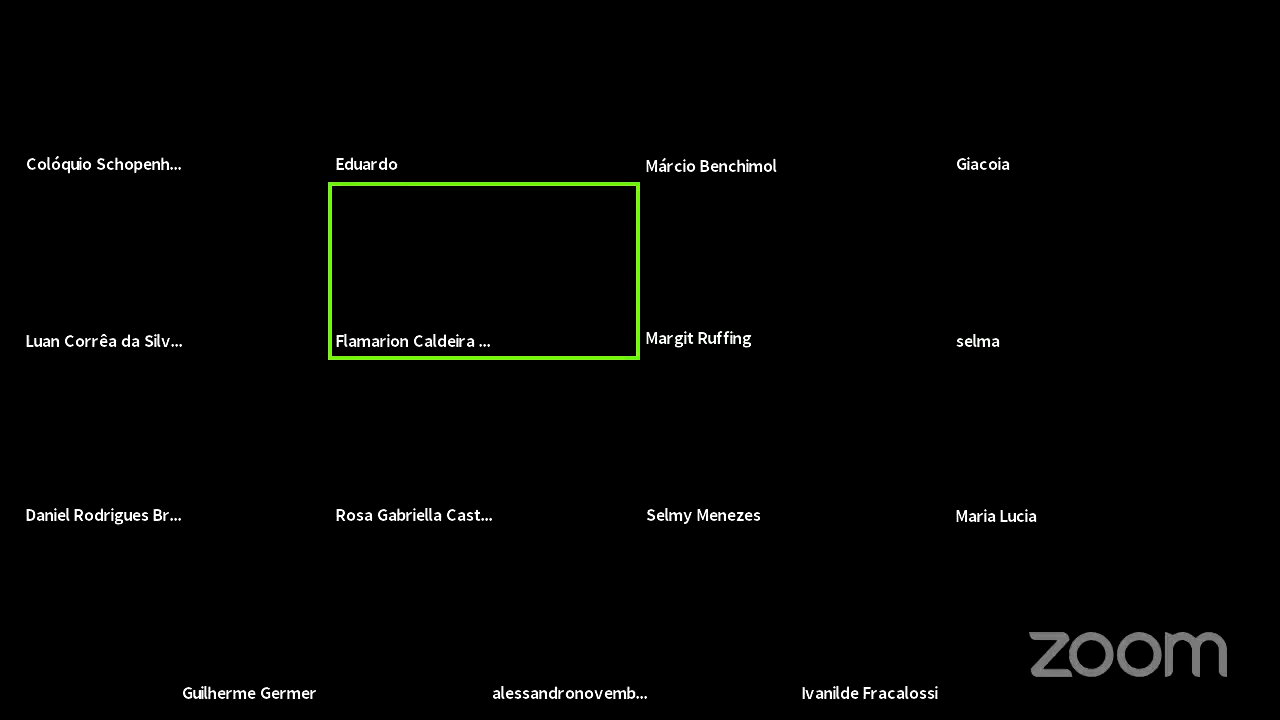 Colóquio Schopenh...
Eduardo
Márcio Benchimol
Giacoia
Luan Corrêa da Silv...
Flamarion Caldeira ...
Margit Ruffing
selma
Daniel Rodrigues Br...
Rosa Gabriella Cast...
Selmy Menezes
Maria Lucia
zoom
Guilherme Germer
alessandronovemb...
Ivanilde Fracalossi